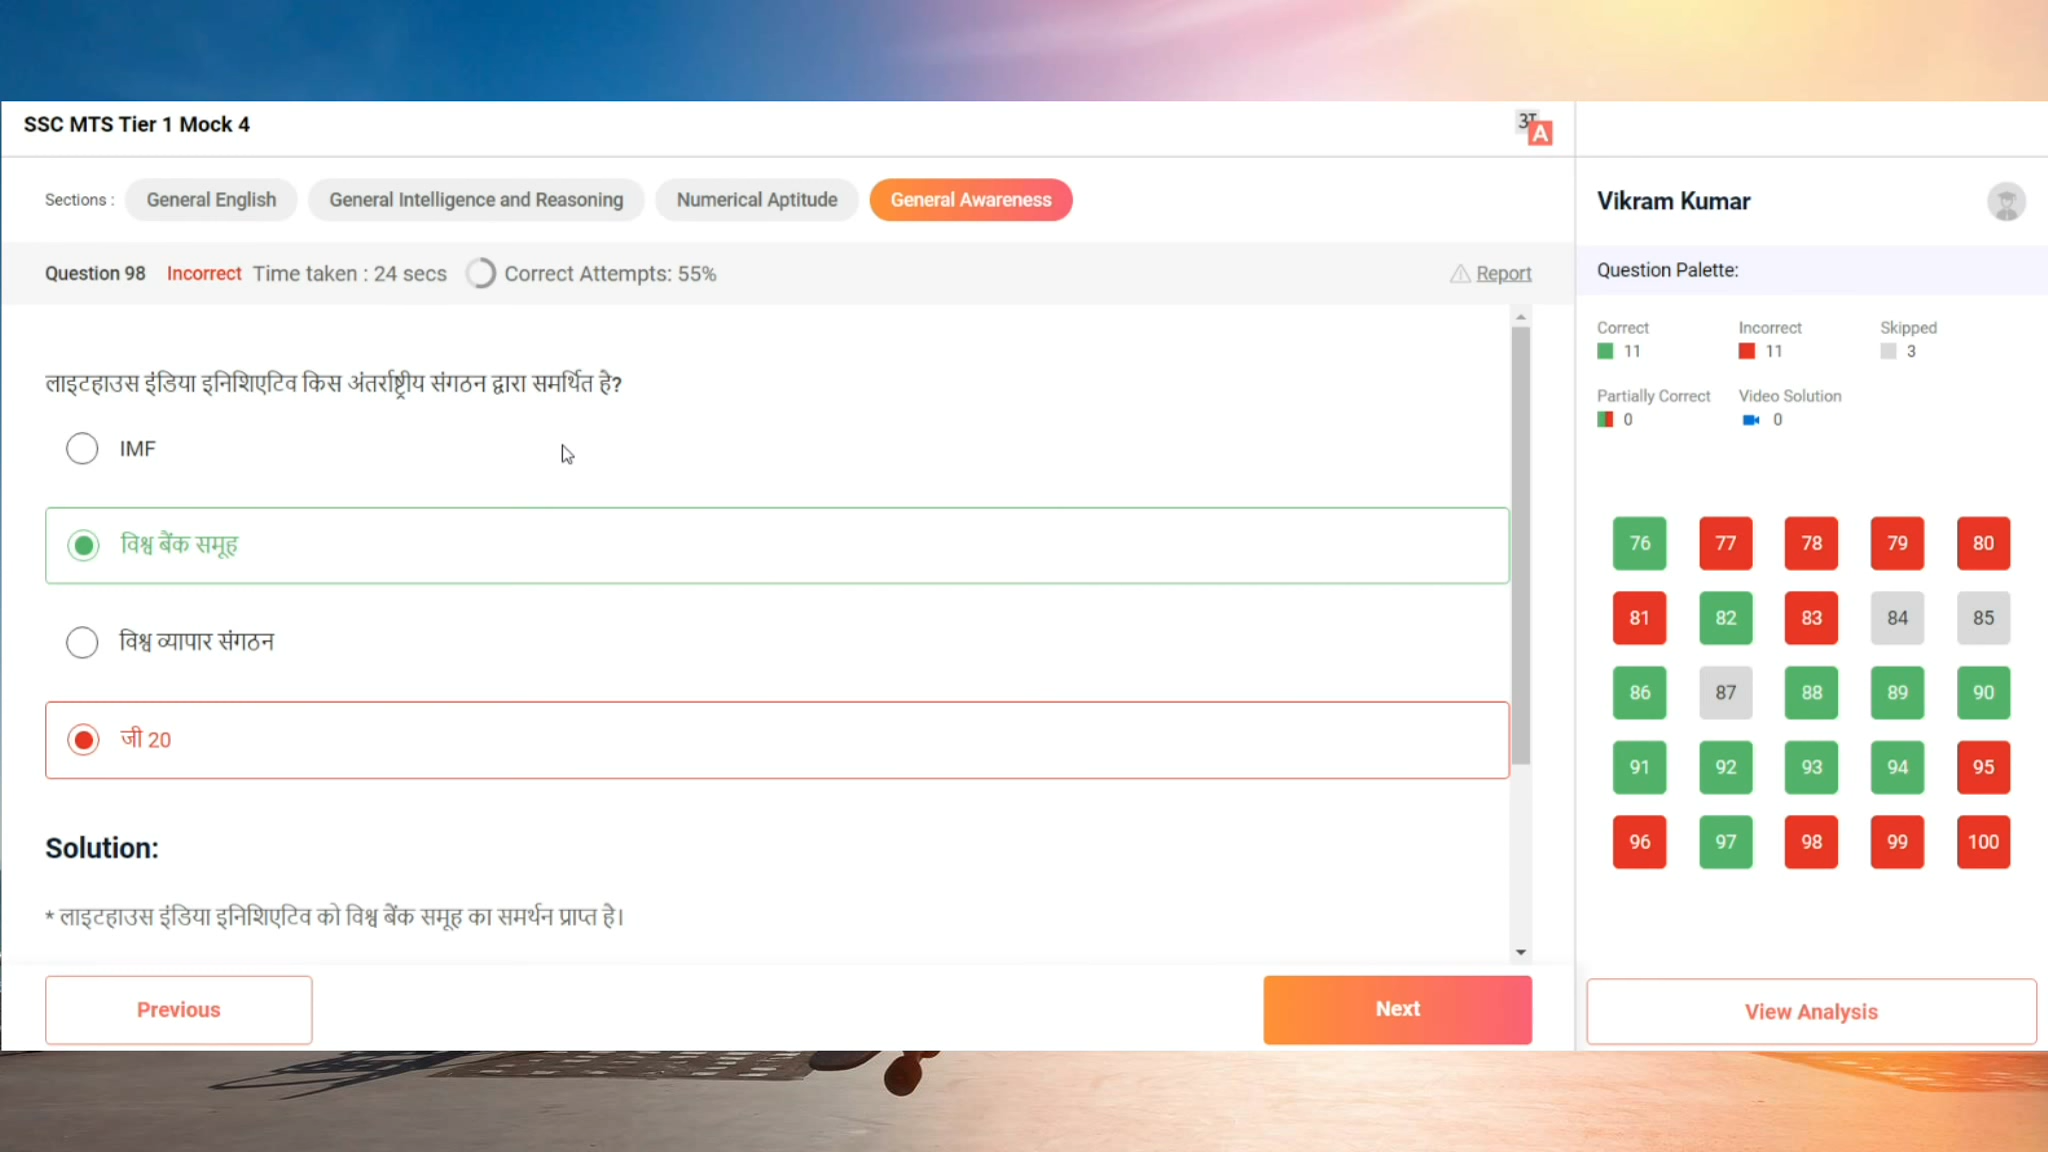 SSC MTS Tier 1 Mock 4
अ A
Sections : General English General Intelligence and Reasoning Numerical Aptitude General Awareness
Question 98 Incorrect Time taken : 24 secs Correct Attempts: 55% Report
लाइटहाउस इंडिया इनिशिएटिव किस अंतर्राष्ट्रीय संगठन द्वारा समर्थित है?
IMF
विश्व बैंक समूह
विश्व व्यापार संगठन
जी 20
Solution:
* लाइटहाउस इंडिया इनिशिएटिव को विश्व बैंक समूह का समर्थन प्राप्त है।
Previous
Next
Vikram Kumar
Question Palette:
Correct Incorrect Skipped
11 11 3
Partially Correct Video Solution
0 0
76 77 78 79 80
81 82 83 84 85
86 87 88 89 90
91 92 93 94 95
96 97 98 99 100
View Analysis